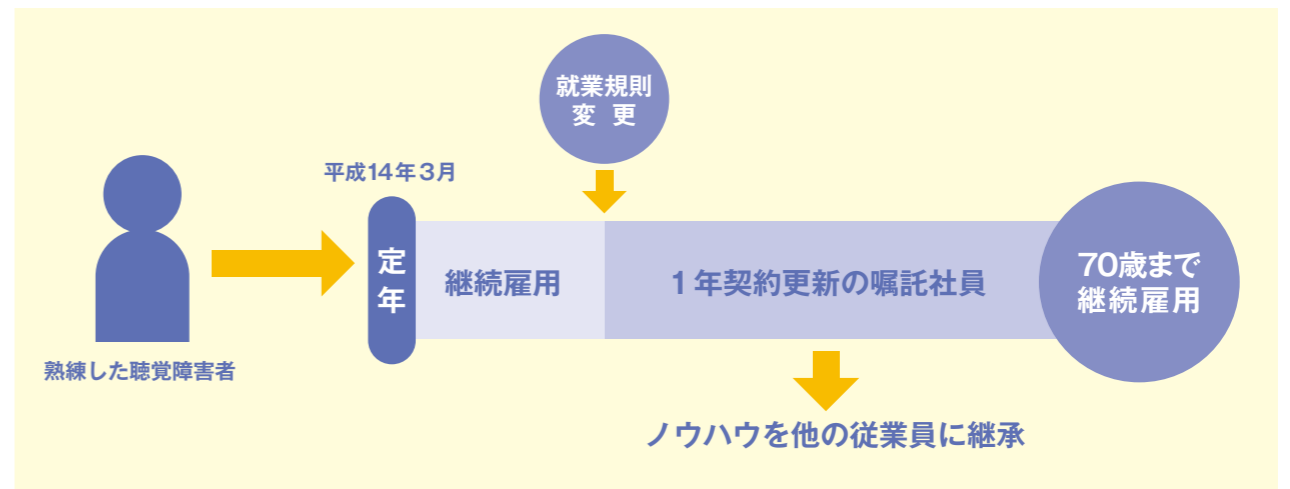 就業規則
変更
平成14年3月
定年
継続雇用
1年契約更新の嘱託社員
70歳まで
継続雇用
熟練した聴覚障害者
ノウハウを他の従業員に継承